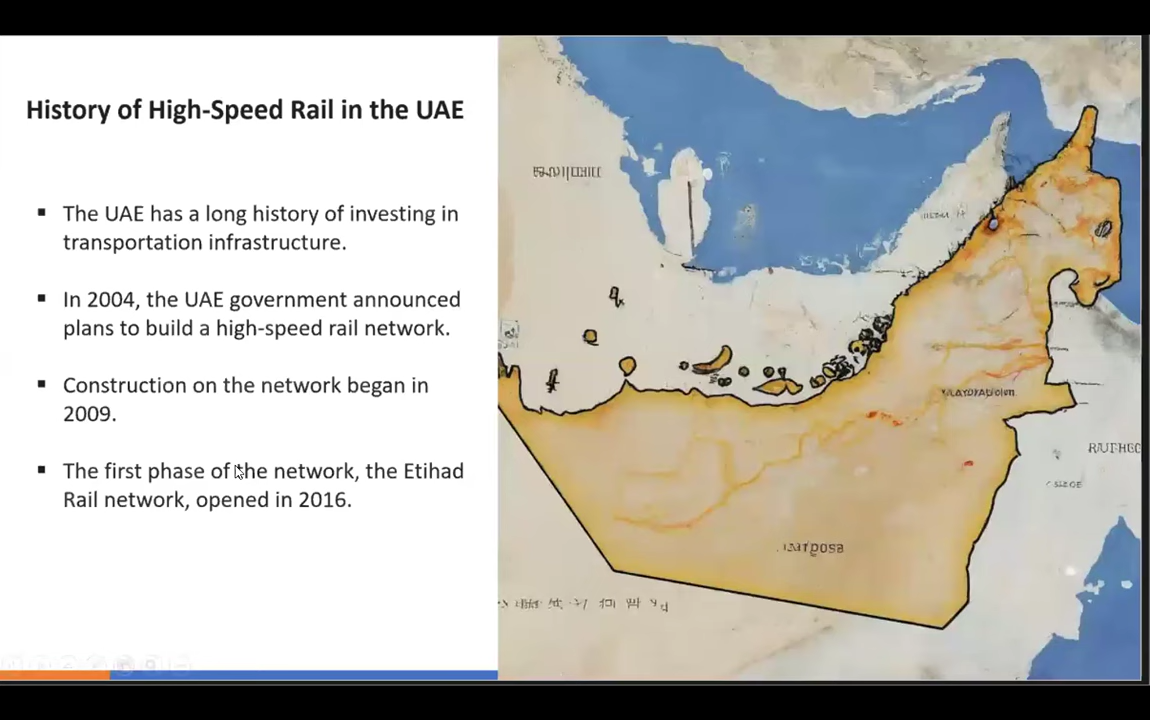 History of High-Speed Rail in the UAE
▪ The UAE has a long history of investing in
transportation infrastructure.
▪ In 2004, the UAE government announced
plans to build a high-speed rail network.
▪ Construction on the network began in
2009.
▪ The first phase of the network, the Etihad
Rail network, opened in 2016.